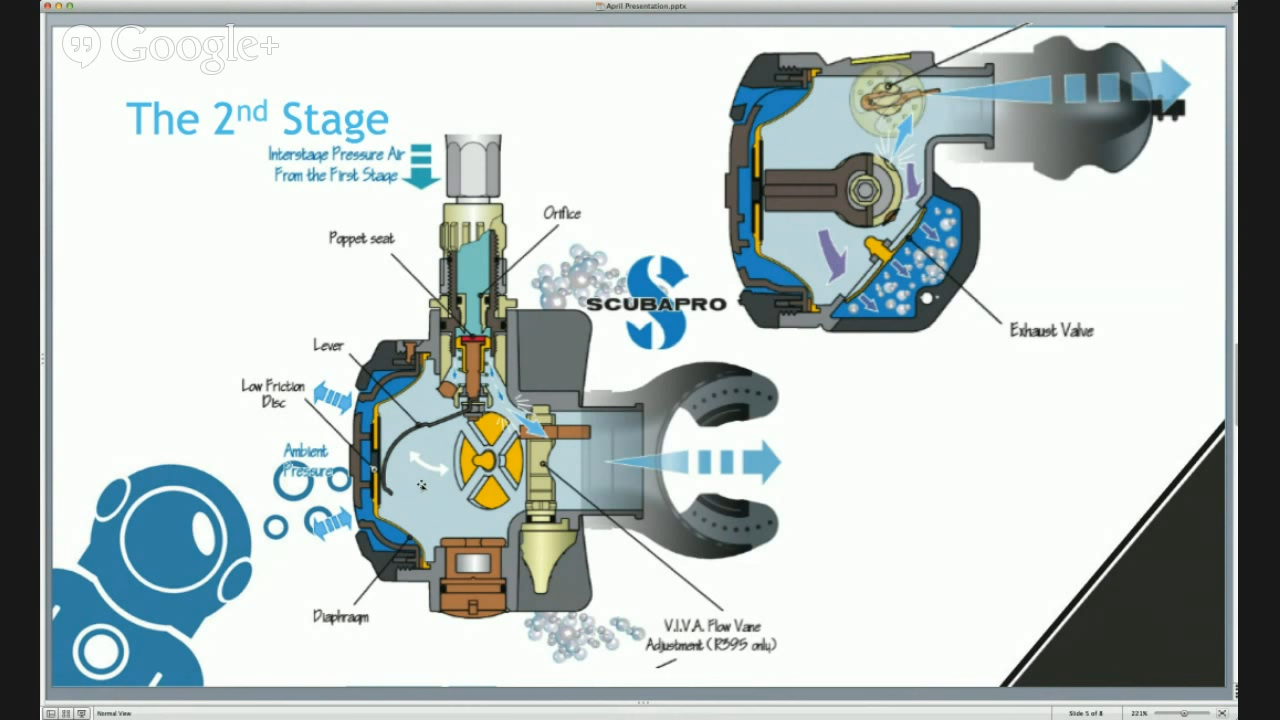 April Presentation.pptx
Google+
The 2nd Stage
Interstage Pressure Air
From the First Stage
Orifice
Poppet seat
SCUBAPRO
Exhaust Valve
Lever
Low Friction
Disc
Ambient
Pressure
Diaphragm
V.I.V.A. Flow Vane
Adjustment (R395 only)
Normal View
Slide 5 of 8
221%